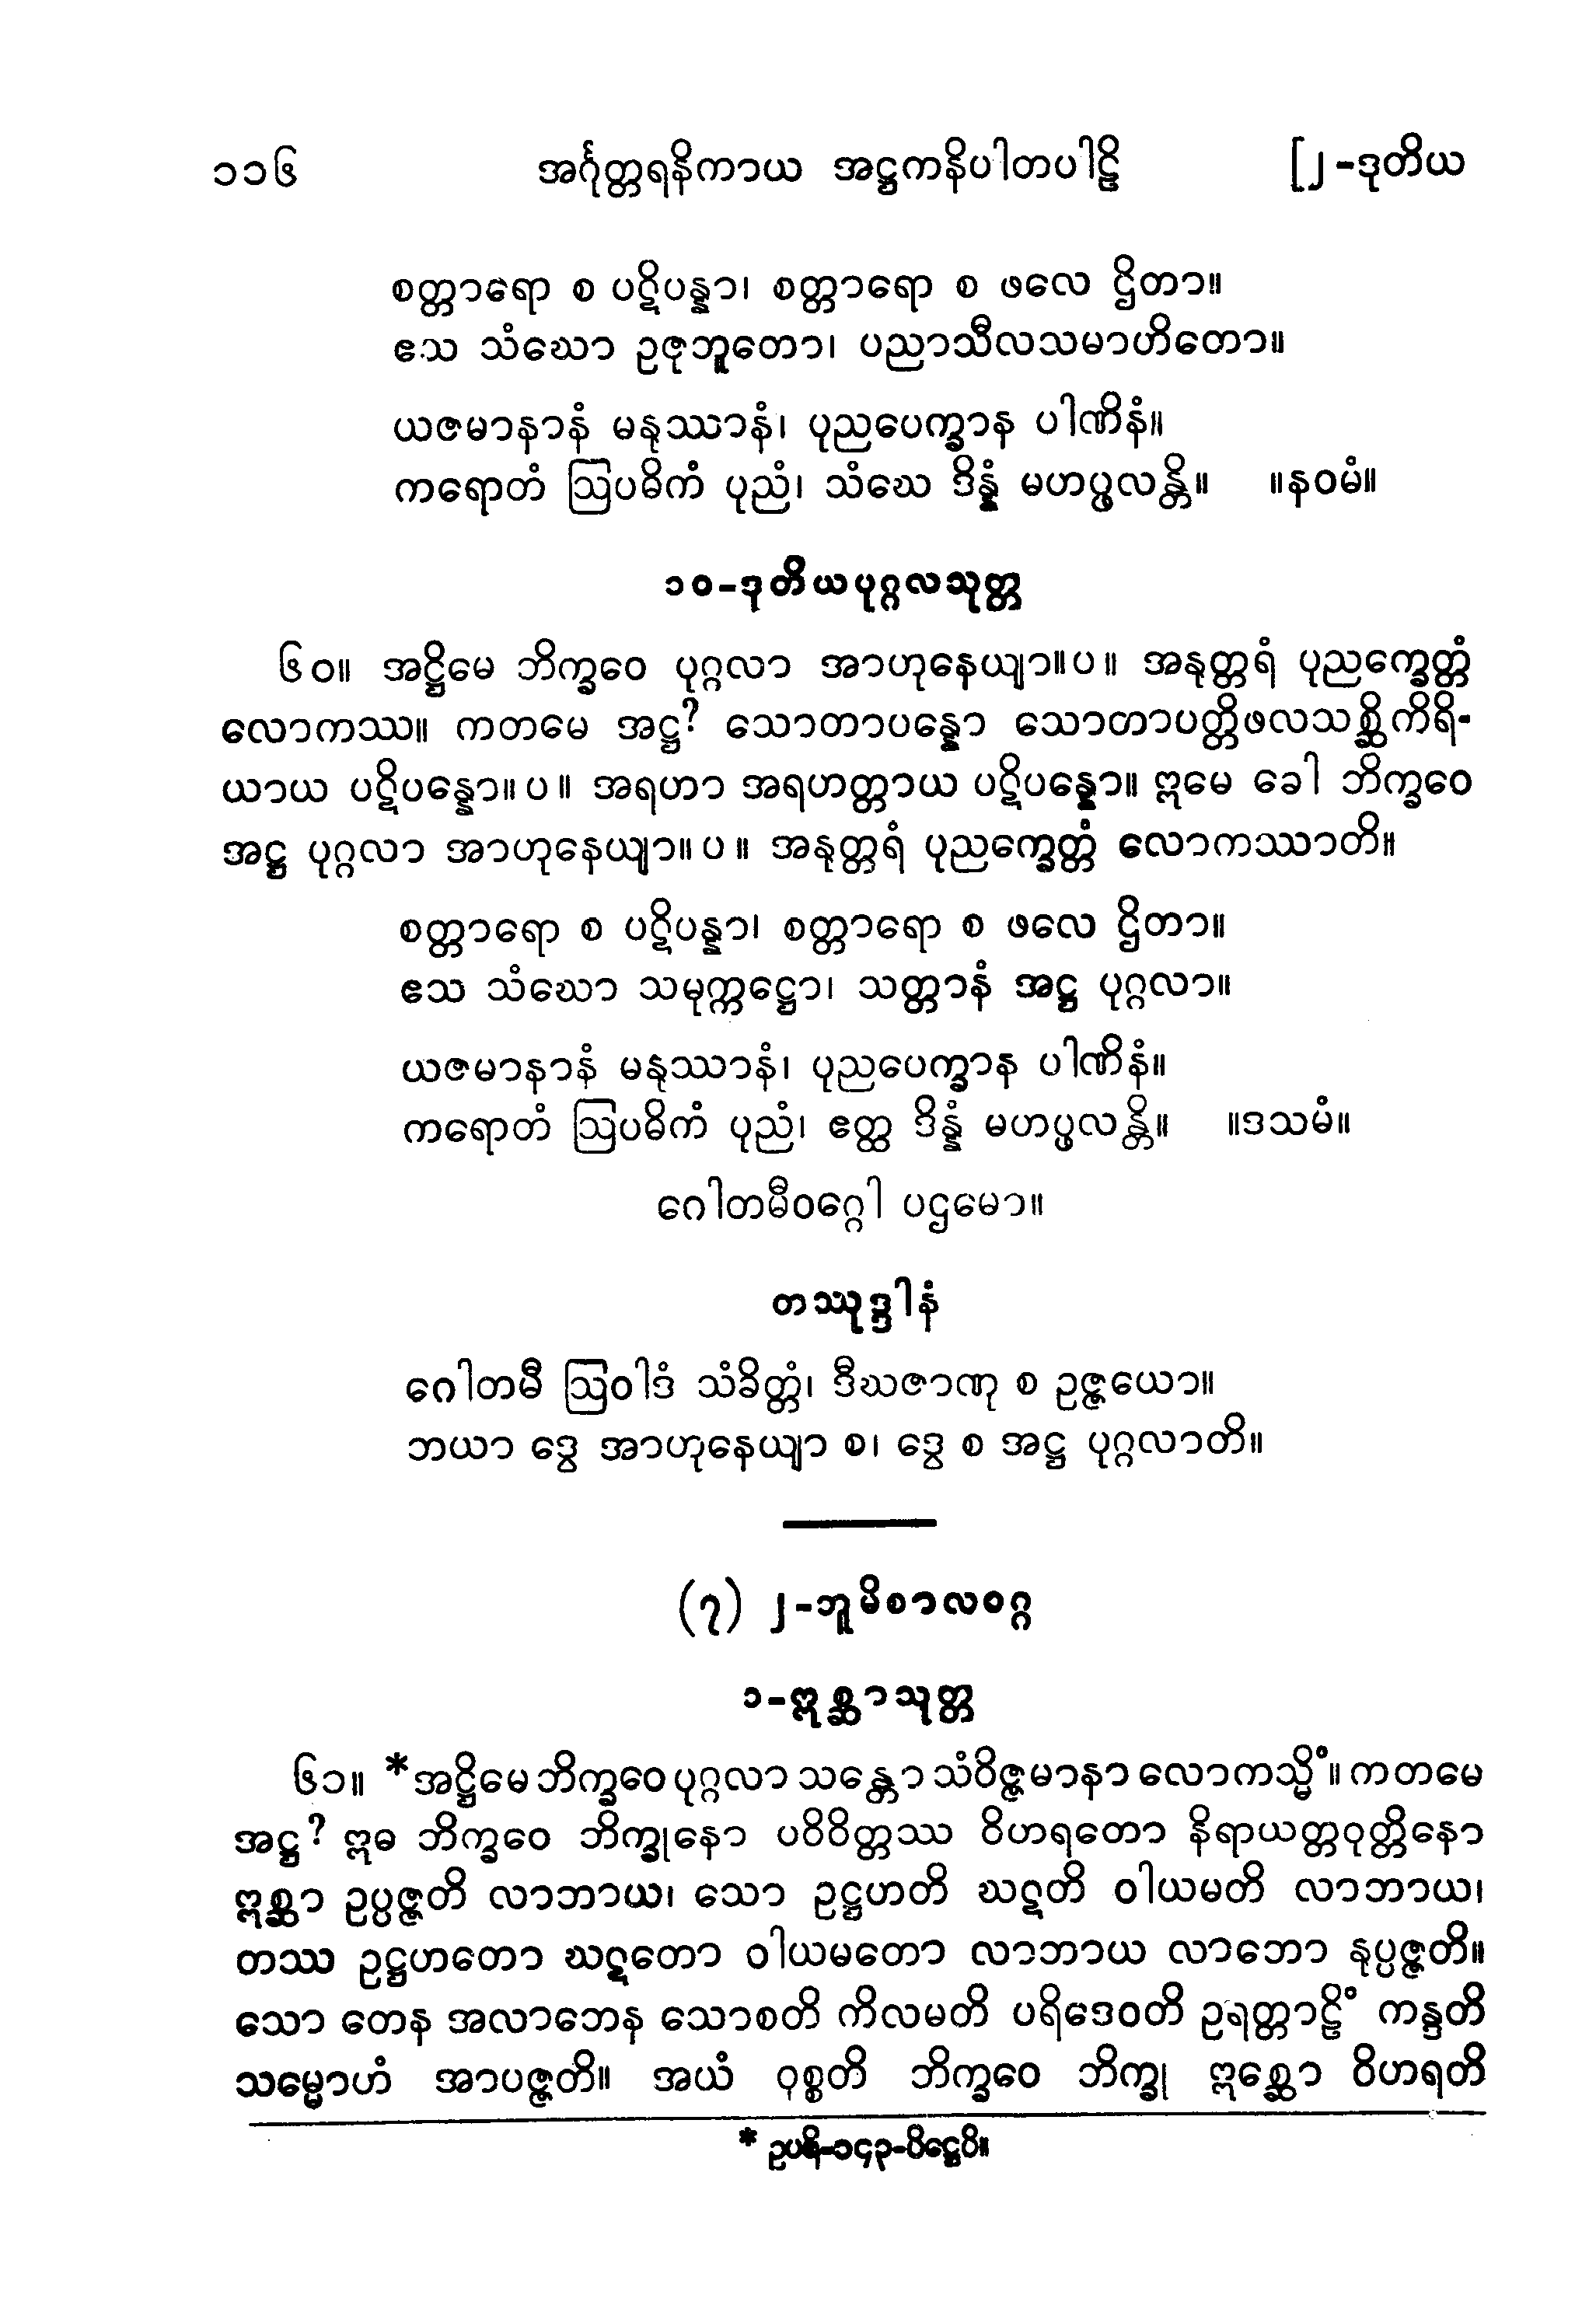 ၁၁၆ အင်္ဂုတ္တရနိကာယ အဋ္ဌကနိပါတပါဠိ [၂-ဒုတိယ
စတ္တာရော စ ပဋိပန္နာ၊ စတ္တာရော စ ဖလေ ဌိတာ။
ဧသ သံဃော ဥဇုဘူတော၊ ပညာသီလသမာဟိတော။
ယဇမာနာနံ မနုဿာနံ၊ ပုညပေက္ခာန ပါဏိနံ။
ကရောတံ ဩပဓိကံ ပုညံ၊ သံဃေ ဒိန္နံ မဟပ္ဖလန္တိ။ ။နဝမံ။
၁၀-ဒုတိယပုဂ္ဂလသုတ္တ
၆၀။ အဋ္ဌိမေ ဘိက္ခဝေ ပုဂ္ဂလာ အာဟုနေယျာ။ပ။ အနုတ္တရံ ပုညက္ခေတ္တံ
လောကဿ။ ကတမေ အဋ္ဌ? သောတာပန္နော သောတာပတ္တိဖလသစ္ဆိကိရိ-
ယာယ ပဋိပန္နော။ပ။ အရဟာ အရဟတ္တာယ ပဋိပန္နော။ ဣမေ ခေါ ဘိက္ခဝေ
အဋ္ဌ ပုဂ္ဂလာ အာဟုနေယျာ။ပ။ အနုတ္တရံ ပုညက္ခေတ္တံ လောကဿာတိ။
စတ္တာရော စ ပဋိပန္နာ၊ စတ္တာရော စ ဖလေ ဌိတာ။
ဧသ သံဃော သမုက္ကဋ္ဌော၊ သတ္တာနံ အဋ္ဌ ပုဂ္ဂလာ။
ယဇမာနာနံ မနုဿာနံ၊ ပုညပေက္ခာန ပါဏိနံ။
ကရောတံ ဩပဓိကံ ပုညံ၊ ဧတ္ထ ဒိန္နံ မဟပ္ဖလန္တိ။ ။ဒသမံ။
ဂေါတမီဝဂ္ဂေါ ပဌမော။
တဿုဒ္ဒါနံ
ဂေါတမီ ဩဝါဒံ သံခိတ္တံ၊ ဒီဃဇာဏု စ ဥဇ္ဇယော။
ဘယာ ဒွေ အာဟုနေယျာ စ၊ ဒွေ စ အဋ္ဌ ပုဂ္ဂလာတိ။
(၇) ၂-ဘူမိစာလဝဂ္ဂ
၁-ဣစ္ဆာသုတ္တ
၆၁။ *အဋ္ဌိမေ ဘိက္ခဝေ ပုဂ္ဂလာ သန္တော သံဝိဇ္ဇမာနာ လောကသ္မိံ။ ကတမေ
အဋ္ဌ? ဣဓ ဘိက္ခဝေ ဘိက္ခုနော ပဝိဝိတ္တဿ ဝိဟရတော နိရာယတ္တဝုတ္တိနော
ဣစ္ဆာ ဥပ္ပဇ္ဇတိ လာဘာယ၊ သော ဥဋ္ဌဟတိ ဃဋတိ ဝါယမတိ လာဘာယ၊
တဿ ဥဋ္ဌဟတော ဃဋတော ဝါယမတော လာဘာယ လာဘော နုပ္ပဇ္ဇတိ။
သော တေန အလာဘေန သောစတိ ကိလမတိ ပရိဒေဝတိ ဥရတ္တာဠိံ ကန္ဒတိ
သမ္မောဟံ အာပဇ္ဇတိ။ အယံ ဝုစ္စတိ ဘိက္ခဝေ ဘိက္ခု ဣစ္ဆော ဝိဟရတိ
* ဥပရိ-၁၄၃-ပိဋ္ဌေပိ။